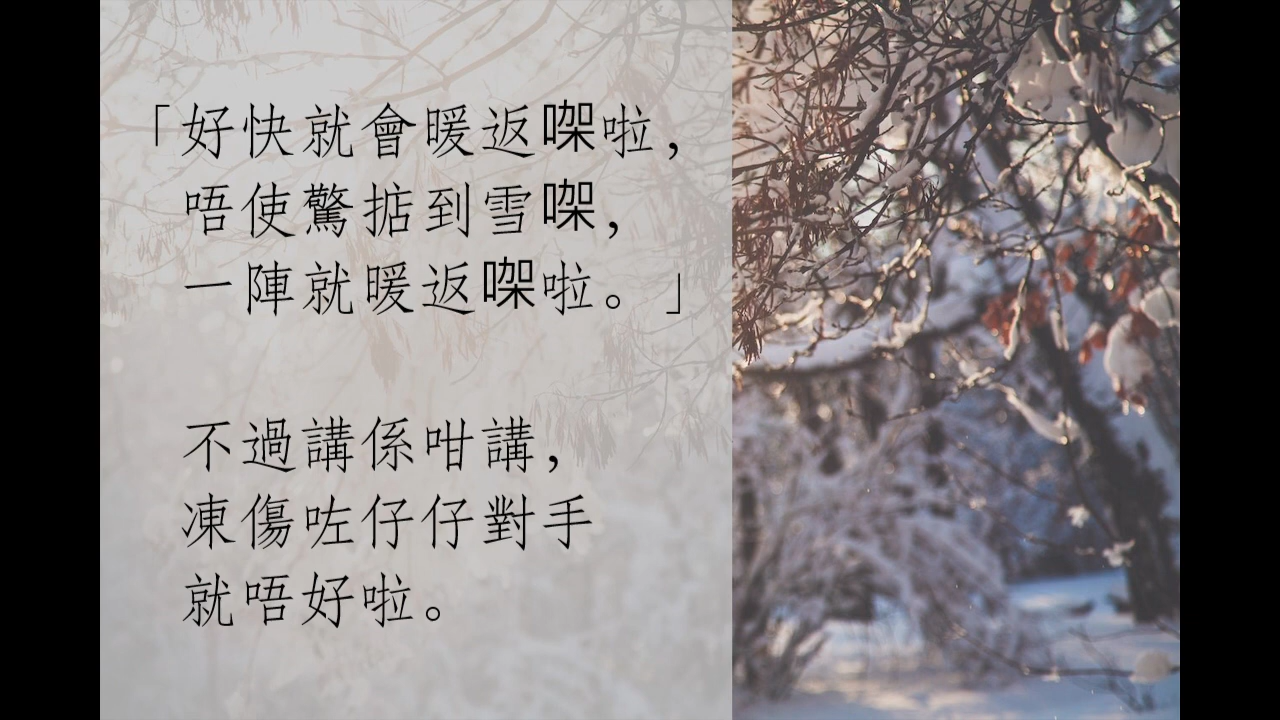 「好快就會暖返㗎啦，
唔使驚掂到雪㗎，
一陣就暖返㗎啦。」
不過講係咁講，
凍傷咗仔仔對手
就唔好啦。